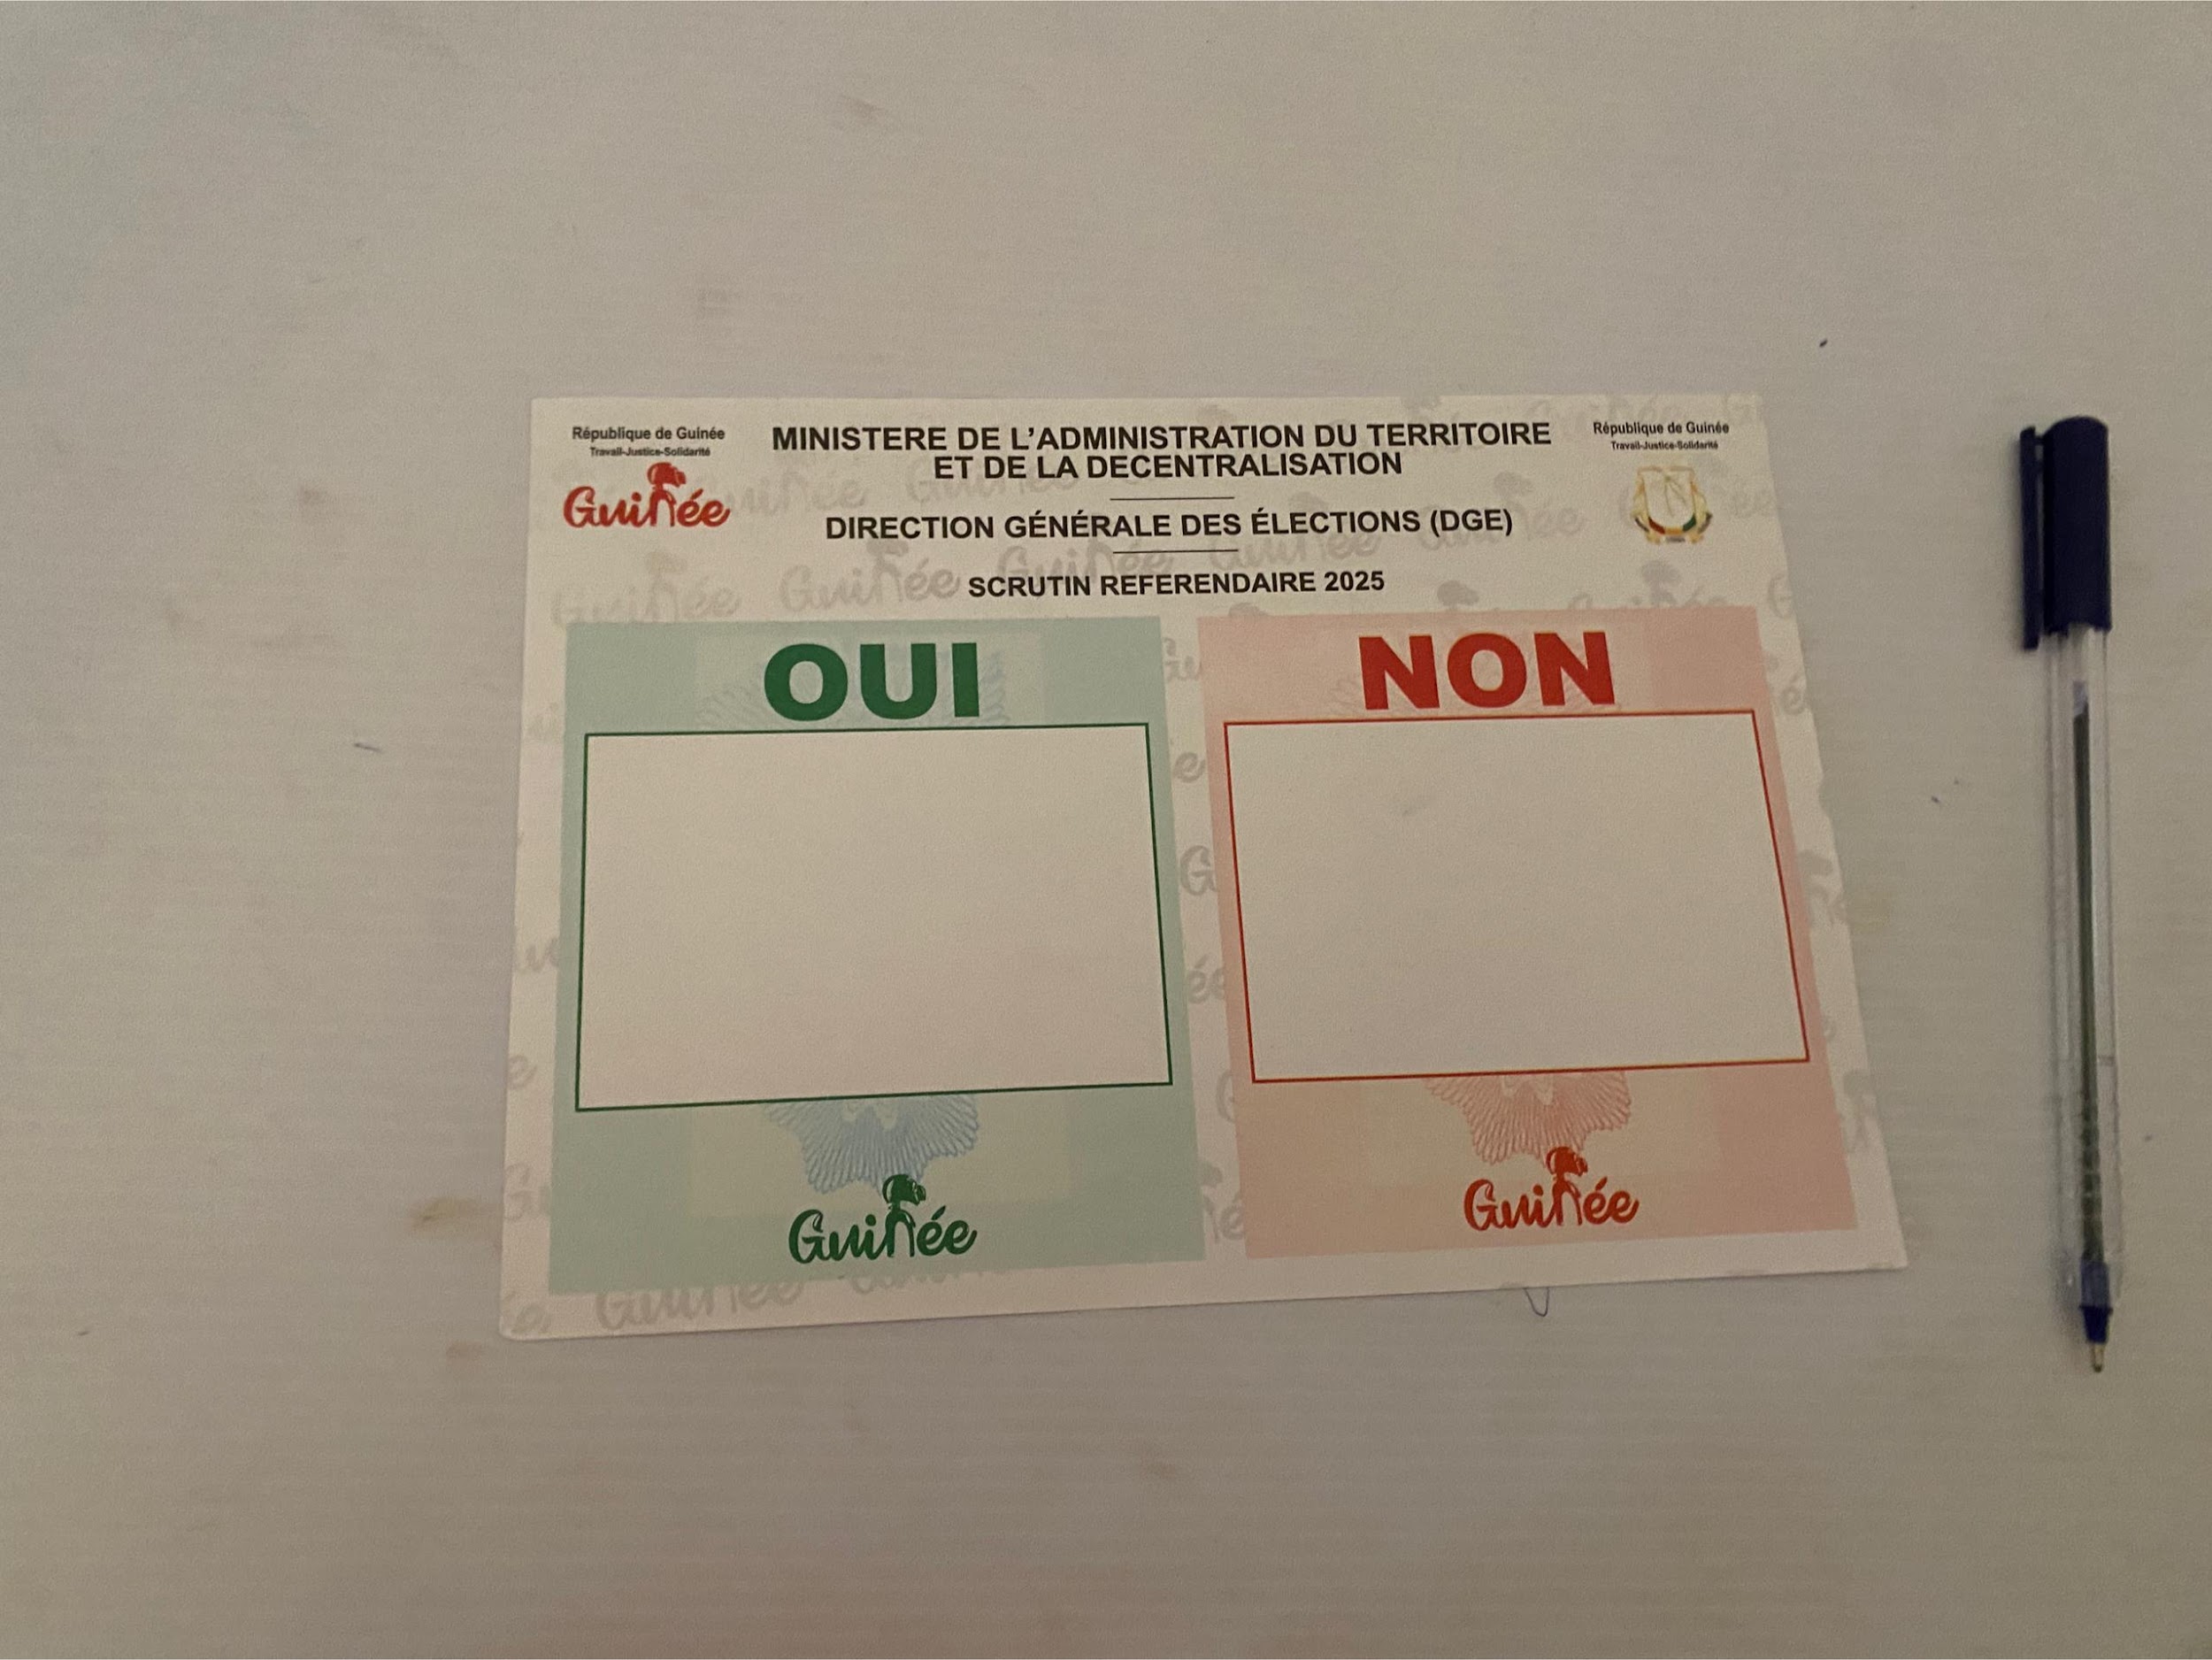 République de Guinée
Travail-Justice-Solidarité
Guinée
MINISTERE DE L'ADMINISTRATION DU TERRITOIRE
ET DE LA DECENTRALISATION
DIRECTION GÉNÉRALE DES ÉLECTIONS (DGE)
SCRUTIN REFERENDAIRE 2025
République de Guinée
Travail-Justice-Solidarité
OUI
Guinée
NON
Guinée